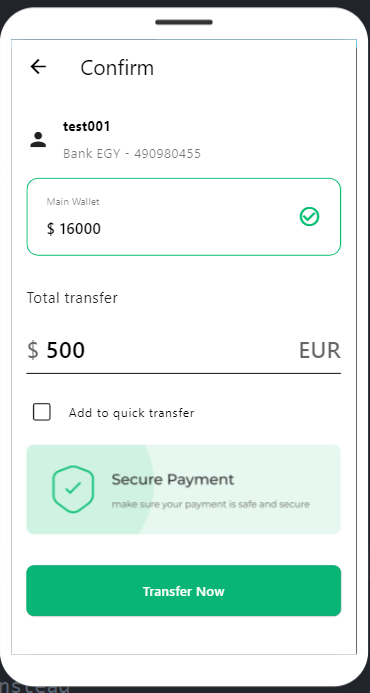 Confirm
test001
Bank EGY - 490980455
Main Wallet
$ 16000
Total transfer
$ 500 EUR
Add to quick transfer
Secure Payment
make sure your payment is safe and secure
Transfer Now
nstead